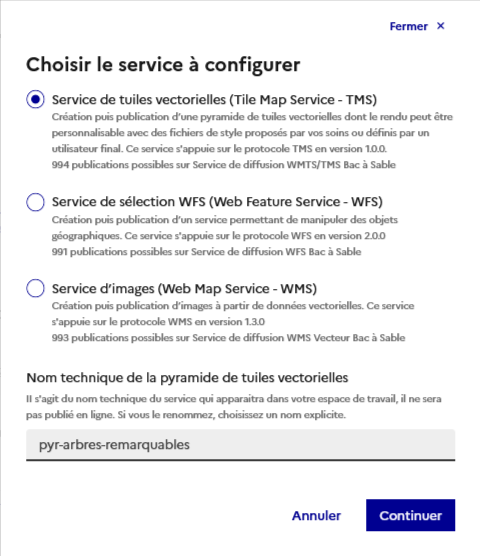 Fermer ×
Choisir le service à configurer
Service de tuiles vectorielles (Tile Map Service - TMS)
Création puis publication d'une pyramide de tuiles vectorielles dont le rendu peut être
personnalisable avec des fichiers de style proposés par vos soins ou définis par un
utilisateur final. Ce service s'appuie sur le protocole TMS en version 1.0.0.
994 publications possibles sur Service de diffusion WMTS/TMS Bac à Sable
Service de sélection WFS (Web Feature Service - WFS)
Création puis publication d'un service permettant de manipuler des objets
géographiques. Ce service s'appuie sur le protocole WFS en version 2.0.0
991 publications possibles sur Service de diffusion WFS Bac à Sable
Service d'images (Web Map Service - WMS)
Création puis publication d'images à partir de données vectorielles. Ce service
s'appuie sur le protocole WMS en version 1.3.0
993 publications possibles sur Service de diffusion WMS Vecteur Bac à Sable
Nom technique de la pyramide de tuiles vectorielles
Il s'agit du nom technique du service qui apparaitra dans votre espace de travail, il ne sera
pas publié en ligne. Si vous le renommez, choisissez un nom explicite.
pyr-arbres-remarquables
Annuler Continuer